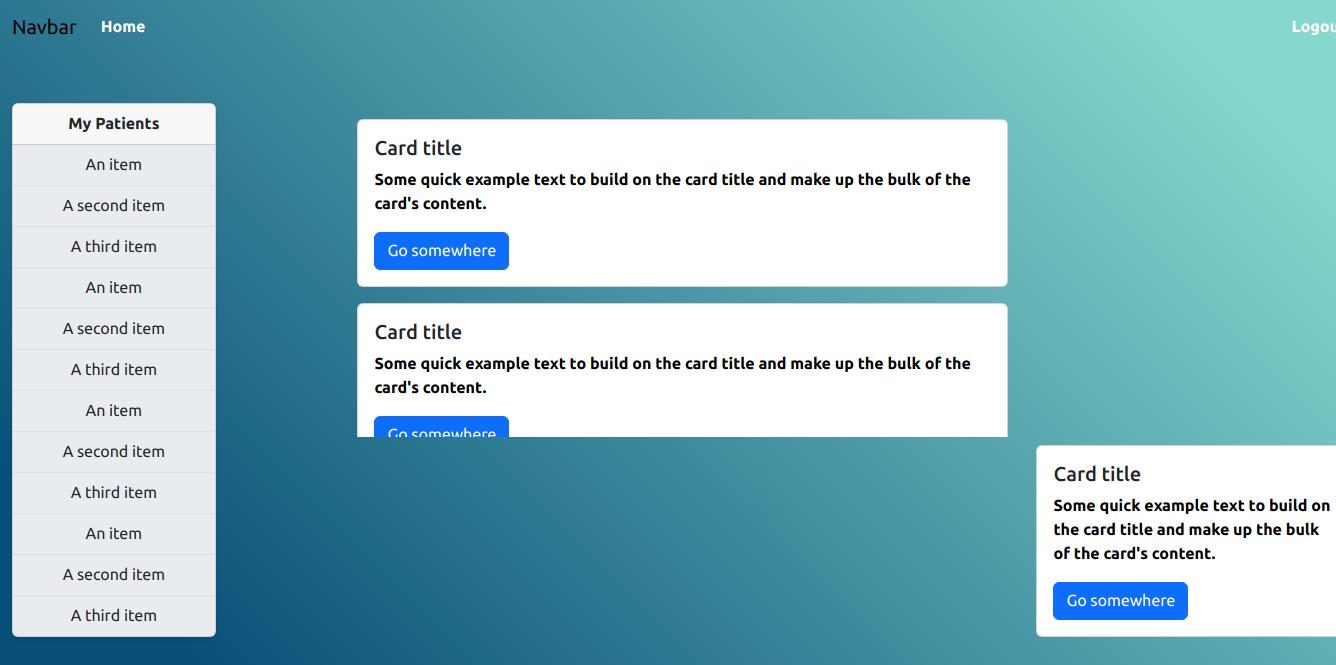 Navbar Home Logou
My Patients
An item
A second item
A third item
An item
A second item
A third item
An item
A second item
A third item
An item
A second item
A third item
Card title
Some quick example text to build on the card title and make up the bulk of the
card's content.
Go somewhere
Card title
Some quick example text to build on the card title and make up the bulk of the
card's content.
Go somewhere
Card title
Some quick example text to build on
the card title and make up the bulk
of the card's content.
Go somewhere